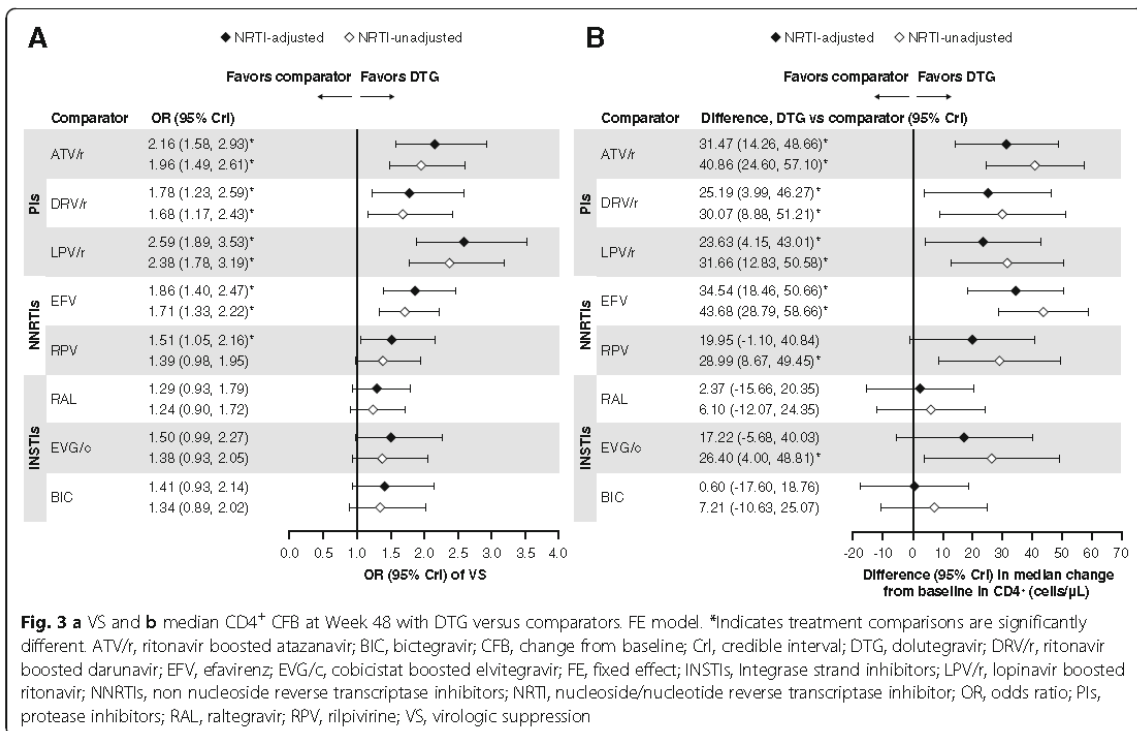 A
◆ NRTI-adjusted ◇ NRTI-unadjusted
Favors comparator Favors DTG
Comparator OR (95% CrI)
PIs
ATV/r
2.16 (1.58, 2.93)*
1.96 (1.49, 2.61)*
DRV/r
1.78 (1.23, 2.59)*
1.68 (1.17, 2.43)*
LPV/r
2.59 (1.89, 3.53)*
2.38 (1.78, 3.19)*
NNRTIs
EFV
1.86 (1.40, 2.47)*
1.71 (1.33, 2.22)*
RPV
1.51 (1.05, 2.16)*
1.39 (0.98, 1.95)
INSTIs
RAL
1.29 (0.93, 1.79)
1.24 (0.90, 1.72)
EVG/c
1.50 (0.99, 2.27)
1.38 (0.93, 2.05)
BIC
1.41 (0.93, 2.14)
1.34 (0.89, 2.02)
0.0 0.5 1.0 1.5 2.0 2.5 3.0 3.5 4.0
OR (95% CrI) of VS
B
◆ NRTI-adjusted ◇ NRTI-unadjusted
Favors comparator Favors DTG
Comparator Difference, DTG vs comparator (95% CrI)
PIs
ATV/r
31.47 (14.26, 48.66)*
40.86 (24.60, 57.10)*
DRV/r
25.19 (3.99, 46.27)*
30.07 (8.88, 51.21)*
LPV/r
23.63 (4.15, 43.01)*
31.66 (12.83, 50.58)*
NNRTIs
EFV
34.54 (18.46, 50.66)*
43.68 (28.79, 58.66)*
RPV
19.95 (-1.10, 40.84)
28.99 (8.67, 49.45)*
INSTIs
RAL
2.37 (-15.66, 20.35)
6.10 (-12.07, 24.35)
EVG/c
17.22 (-5.68, 40.03)
26.40 (4.00, 48.81)*
BIC
0.60 (-17.60, 18.76)
7.21 (-10.63, 25.07)
-20 -10 0 10 20 30 40 50 60 70
Difference (95% CrI) in median change
from baseline in CD4+ (cells/µL)
Fig. 3 a VS and b median CD4+ CFB at Week 48 with DTG versus comparators. FE model. *Indicates treatment comparisons are significantly
different. ATV/r, ritonavir boosted atazanavir; BIC, bictegravir; CFB, change from baseline; CrI, credible interval; DTG, dolutegravir; DRV/r, ritonavir
boosted darunavir; EFV, efavirenz; EVG/c, cobicistat boosted elvitegravir; FE, fixed effect; INSTIs, Integrase strand inhibitors; LPV/r, lopinavir boosted
ritonavir; NNRTIs, non nucleoside reverse transcriptase inhibitors; NRTI, nucleoside/nucleotide reverse transcriptase inhibitor; OR, odds ratio; PIs,
protease inhibitors; RAL, raltegravir; RPV, rilpivirine; VS, virologic suppression